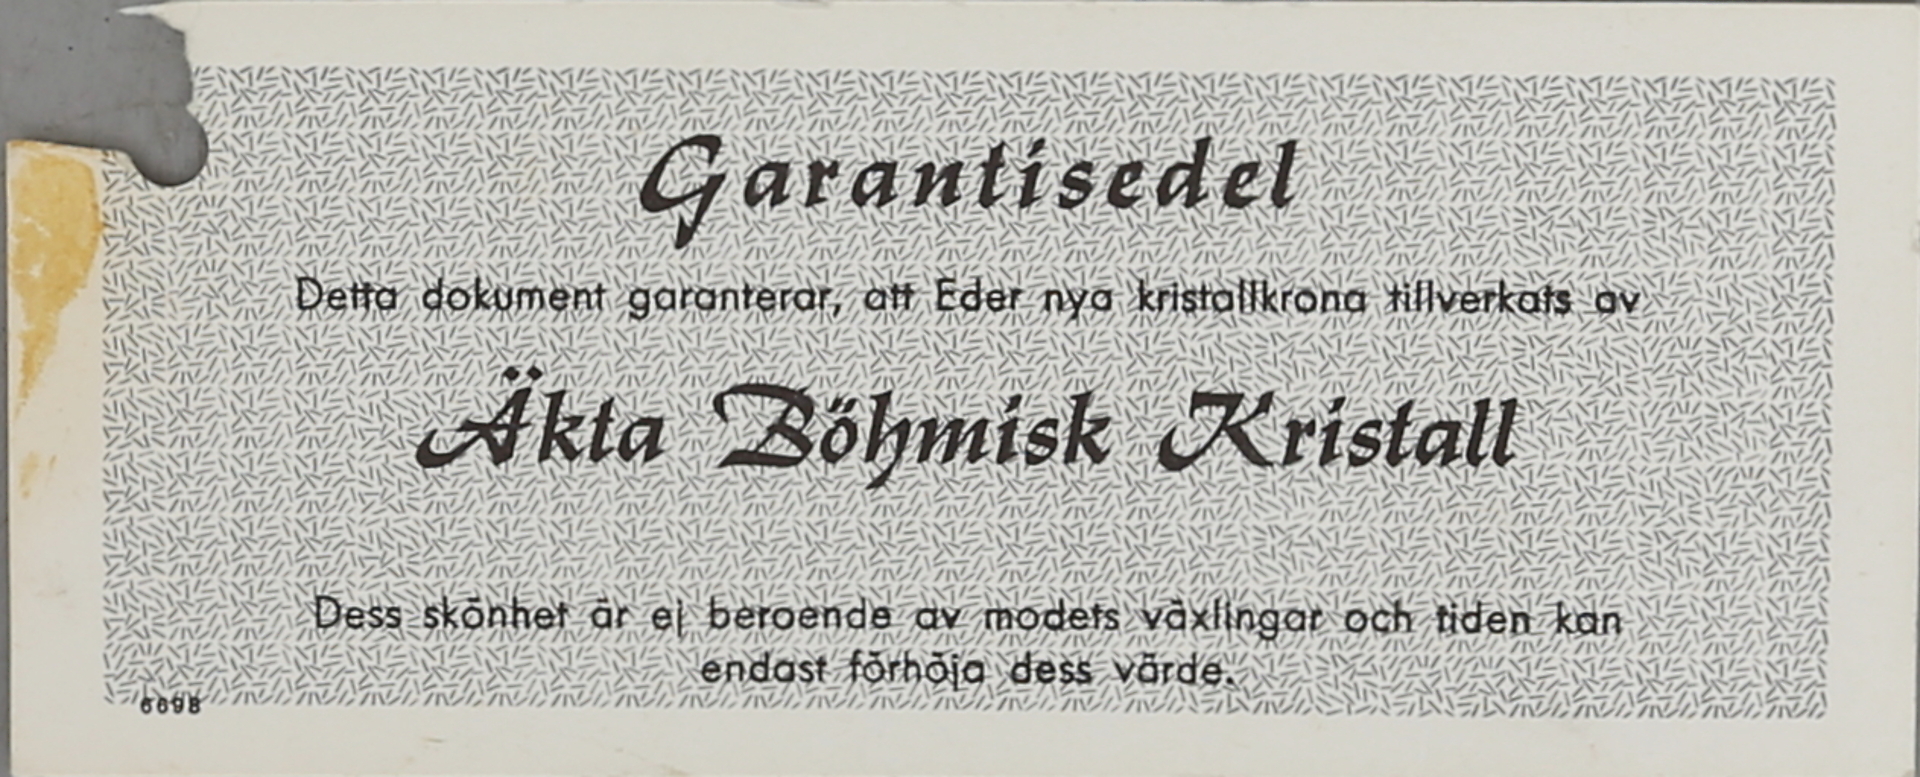 Garantisedel
Detta dokument garanterar, att Eder nya kristallkrona tillverkats av
Äkta Böhmisk Kristall
Dess skönhet är ej beroende av modets växlingar och tiden kan
endast förhöja dess värde.
6698